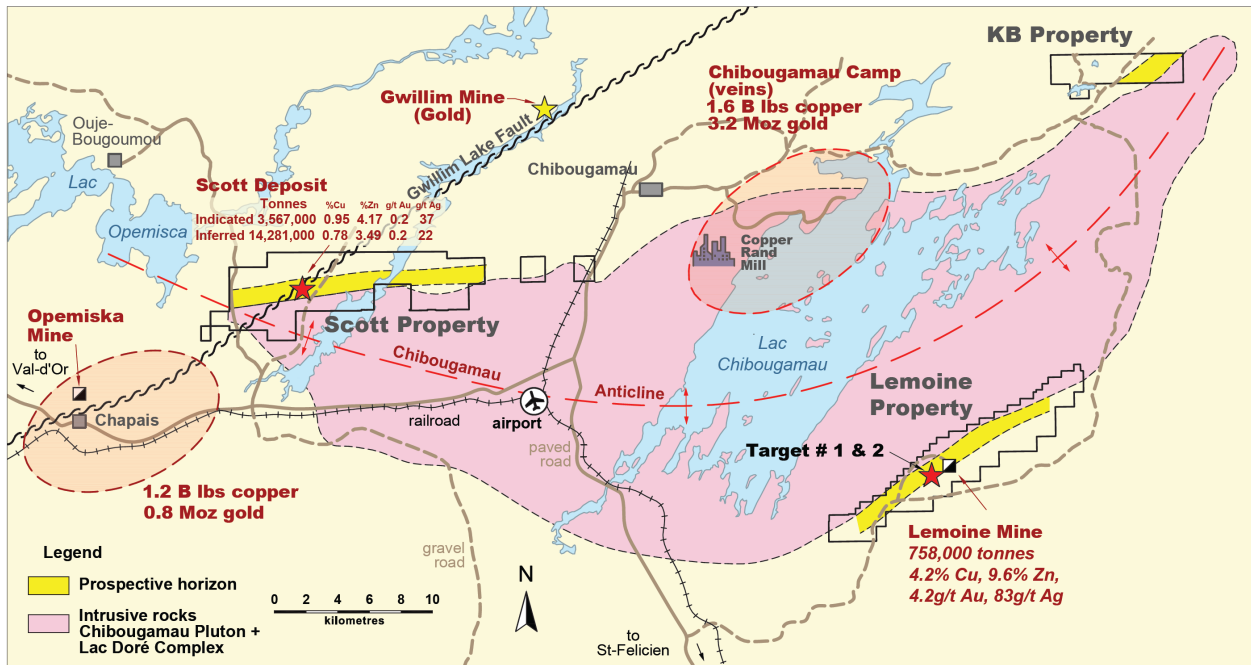 KB Property
Chibougamau Camp
(veins)
1.6 B lbs copper
3.2 Moz gold
Gwillim Mine
(Gold)
Gwillim Lake Fault
Ouje-
Bougoumou
Lac
Opemisca
Chibougamau
Scott Deposit
Tonnes %Cu %Zn g/t Au g/t Ag
Indicated 3,567,000 0.95 4.17 0.2 37
Inferred 14,281,000 0.78 3.49 0.2 22
Copper
Rand
Mill
Scott Property
Opemiska
Mine
to
Val-d'Or
Chapais
Chibougamau
Anticline
Lac
Chibougamau
Lemoine
Property
railroad
airport
paved
road
Target # 1 & 2
1.2 B lbs copper
0.8 Moz gold
Lemoine Mine
758,000 tonnes
4.2% Cu, 9.6% Zn,
4.2g/t Au, 83g/t Ag
gravel
road
Legend
Prospective horizon
Intrusive rocks
Chibougamau Pluton +
Lac Doré Complex
0 2 4 6 8 10
kilometres
N
to
St-Felicien